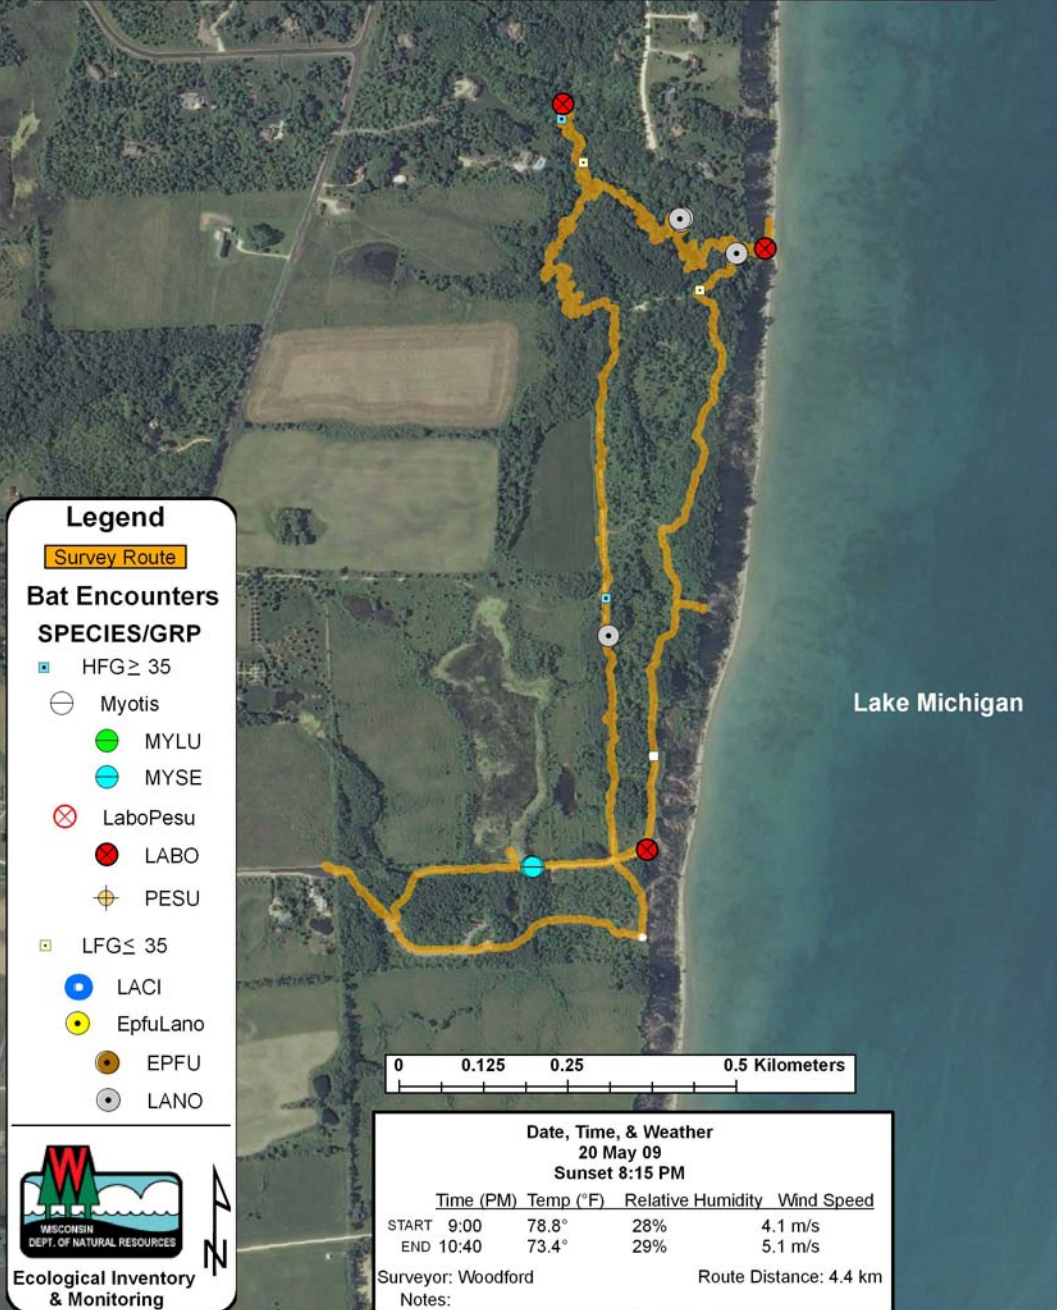 Lake Michigan
Legend
Survey Route
Bat Encounters
SPECIES/GRP
HFG ≥ 35
Myotis
MYLU
MYSE
LaboPesu
LABO
PESU
LFG ≤ 35
LACI
EpfuLano
EPFU
LANO
W
WISCONSIN
DEPT. OF NATURAL RESOURCES
N
Ecological Inventory
& Monitoring
0 0.125 0.25 0.5 Kilometers
Date, Time, & Weather
20 May 09
Sunset 8:15 PM
Time (PM) Temp (°F) Relative Humidity Wind Speed
START 9:00 78.8° 28% 4.1 m/s
END 10:40 73.4° 29% 5.1 m/s
Surveyor: Woodford Route Distance: 4.4 km
Notes: